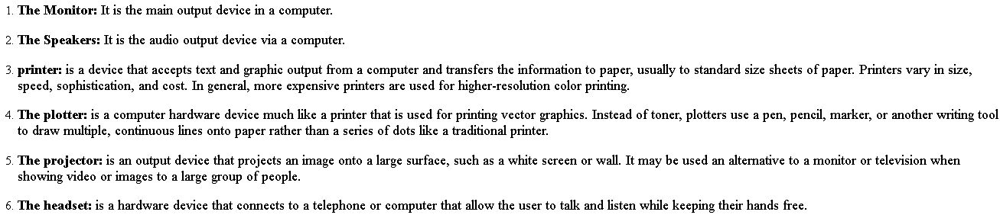 1. The Monitor: It is the main output device in a computer.
2. The Speakers: It is the audio output device via a computer.
3. printer: is a device that accepts text and graphic output from a computer and transfers the information to paper, usually to standard size sheets of paper. Printers vary in size,
speed, sophistication, and cost. In general, more expensive printers are used for higher-resolution color printing.
4. The plotter: is a computer hardware device much like a printer that is used for printing vector graphics. Instead of toner, plotters use a pen, pencil, marker, or another writing tool
to draw multiple, continuous lines onto paper rather than a series of dots like a traditional printer.
5. The projector: is an output device that projects an image onto a large surface, such as a white screen or wall. It may be used an alternative to a monitor or television when
showing video or images to a large group of people.
6. The headset: is a hardware device that connects to a telephone or computer that allow the user to talk and listen while keeping their hands free.